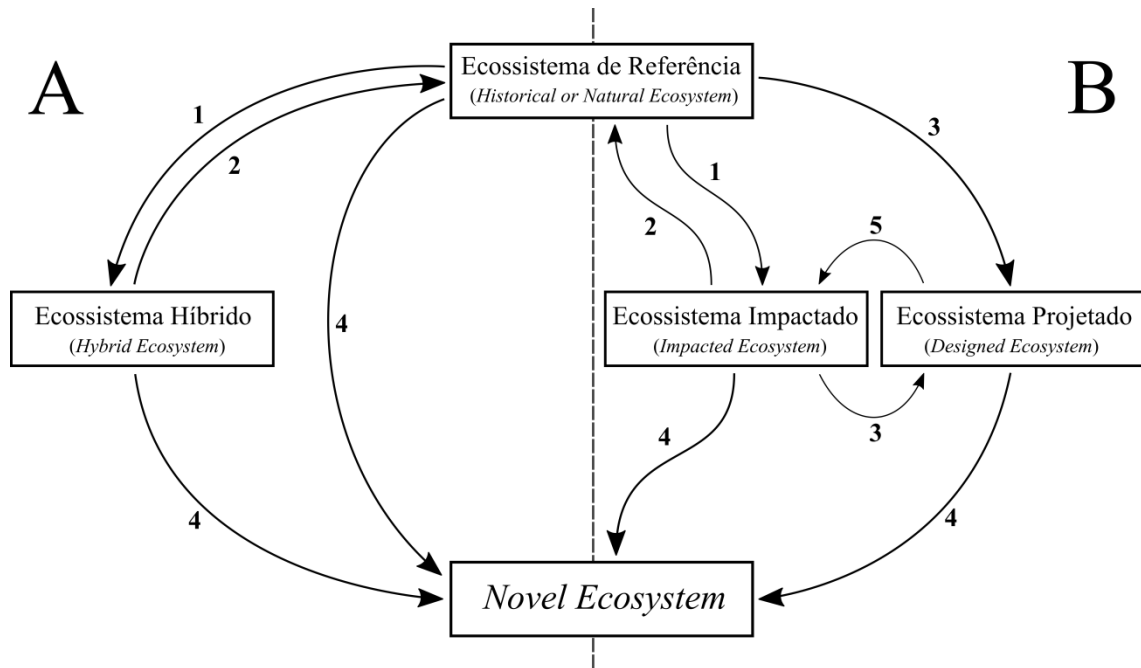 A
Ecossistema de Referência
(Historical or Natural Ecosystem)
B
1
2
3
1
2
4
5
Ecossistema Híbrido
(Hybrid Ecosystem)
Ecossistema Impactado
(Impacted Ecosystem)
Ecossistema Projetado
(Designed Ecosystem)
4
4
3
4
Novel Ecosystem